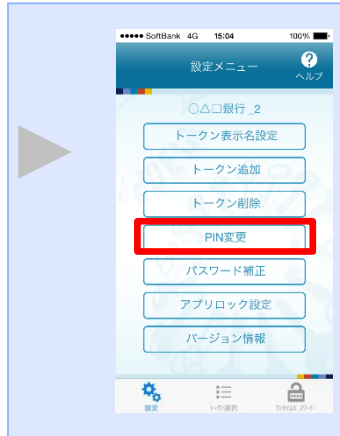 SoftBank 4G 15:04 100%
設定メニュー
?
ヘルプ
○△□銀行_2
トークン表示名設定
トークン追加
トークン削除
PIN変更
パスワード補正
アプリロック設定
バージョン情報
設定
トークン選択
ワンタイムパスワード